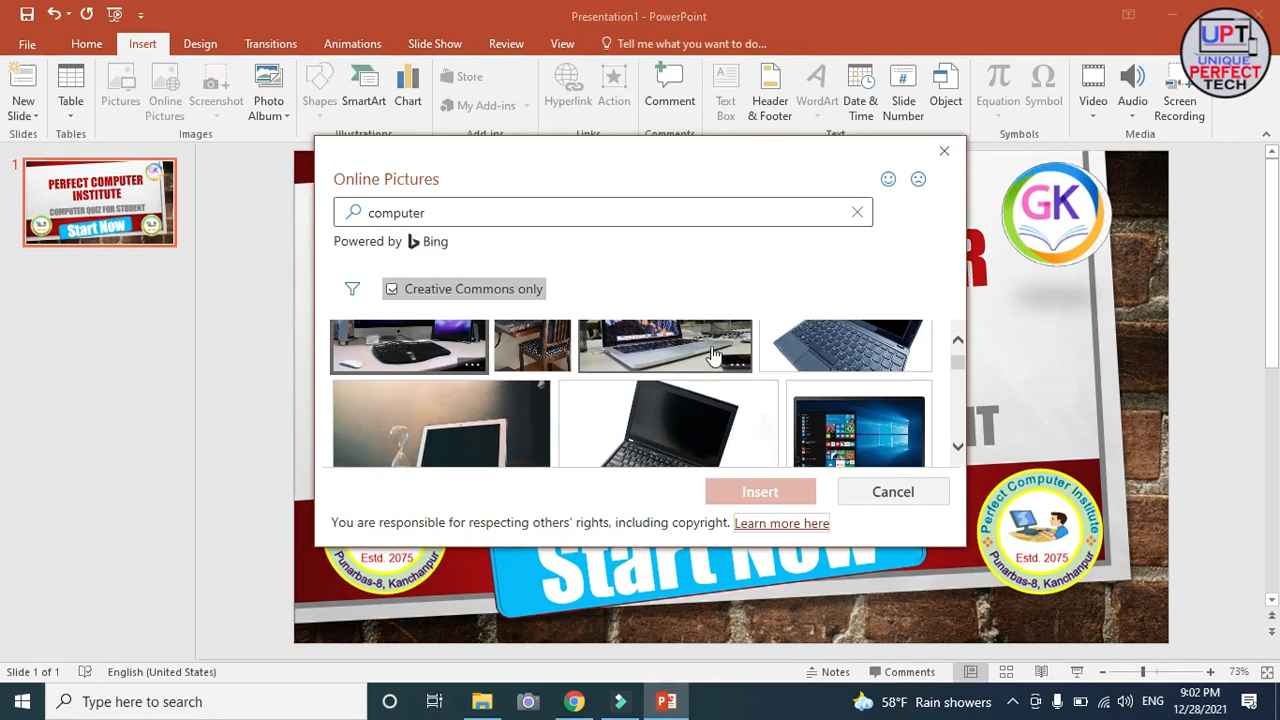 Presentation1 - PowerPoint
UPT
UNIQUE
PERFECT
TECH
File
Home
Insert
Design
Transitions
Animations
Slide Show
Review
View
Tell me what you want to do...
New
Slide
Table
Pictures
Online
Pictures
Screenshot
Photo
Album
Shapes
SmartArt
Chart
Store
My Add-ins
Hyperlink
Action
Comment
Text
Box
Header
& Footer
WordArt
Date &
Time
Slide
Number
Object
Equation
Symbol
Video
Audio
Screen
Recording
Slides
Tables
Images
Illustrations
Add-ins
Links
Comments
Text
Symbols
Media
1
PERFECT COMPUTER
INSTITUTE
COMPUTER QUIZ FOR STUDENT
Start Now
Online Pictures
computer
Powered by Bing
Creative Commons only
Insert
Cancel
You are responsible for respecting others' rights, including copyright. Learn more here
GK
Estd. 2075
Start Now
Perfect Computer Institute
Estd. 2075
Punarbas-8, Kanchanpur
Slide 1 of 1
English (United States)
Notes
Comments
73%
Type here to search
58°F Rain showers
ENG
9:02 PM
12/28/2021